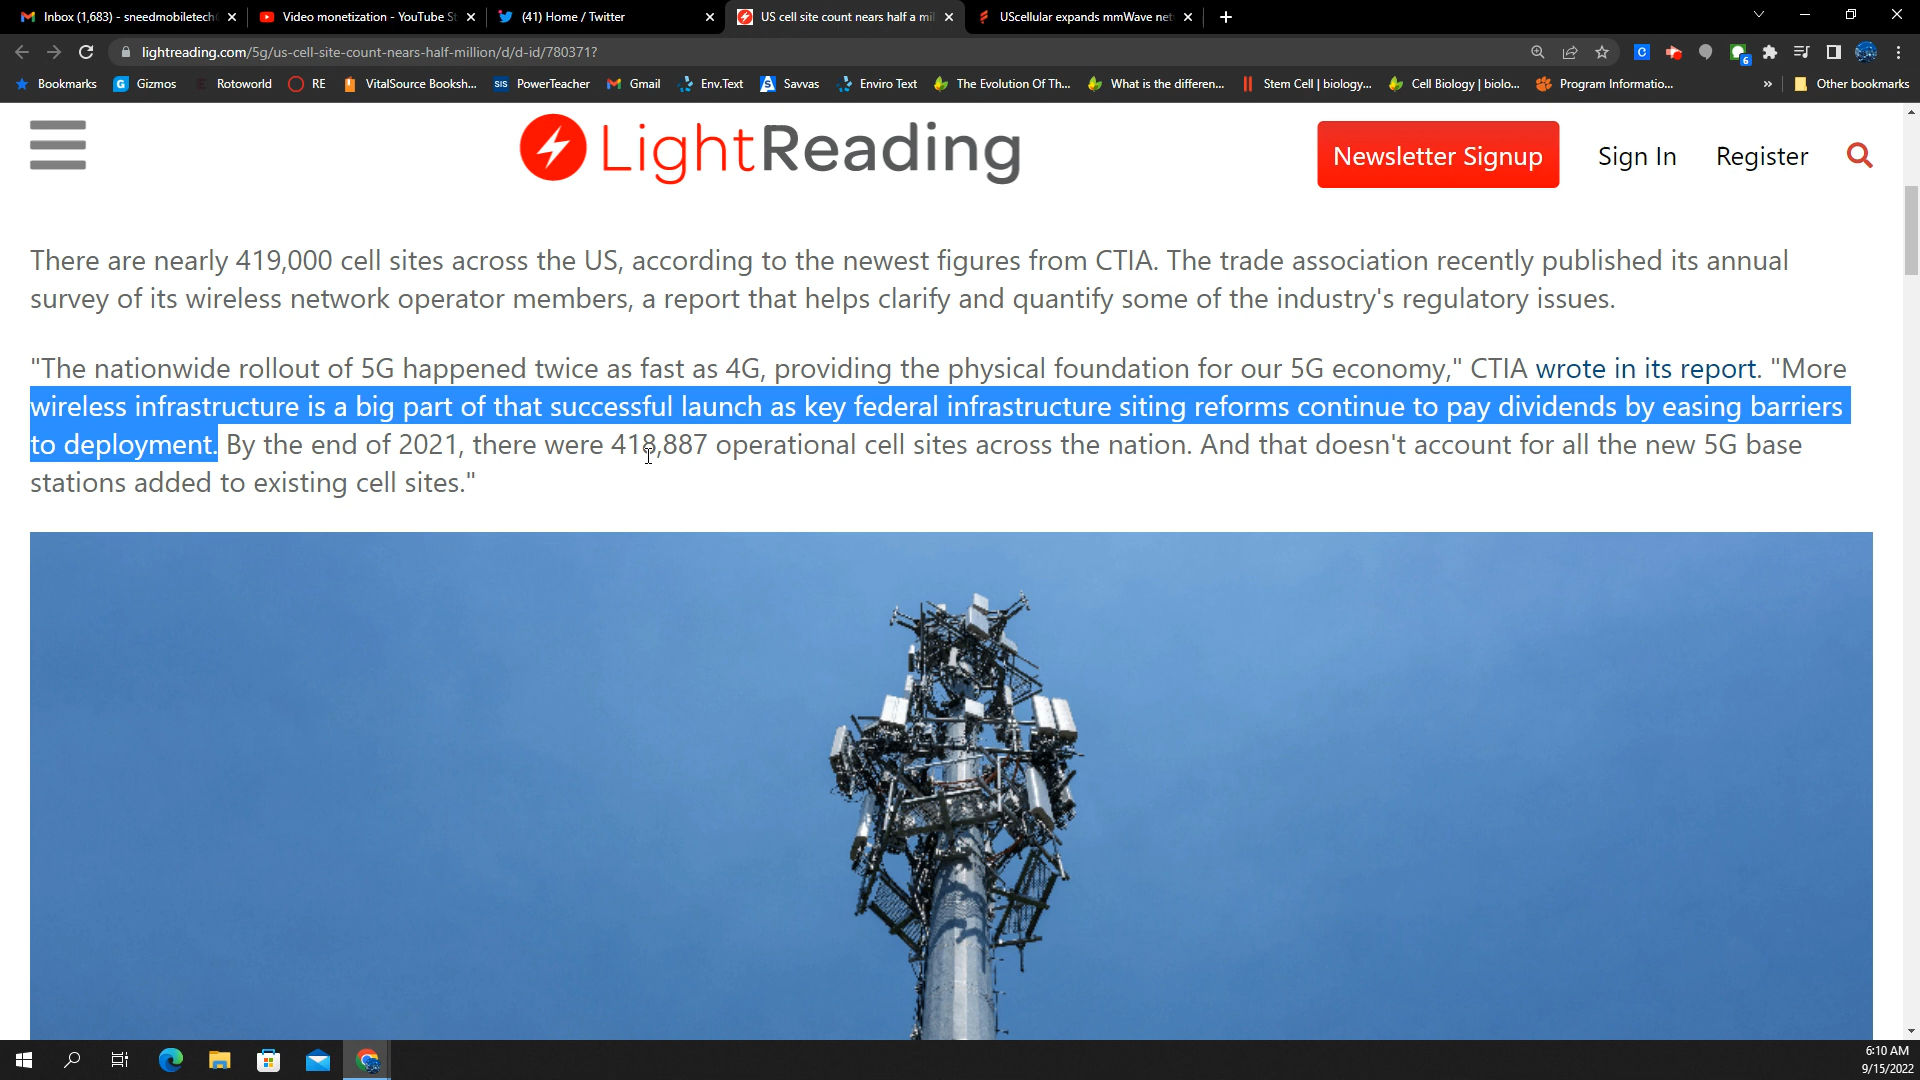 Inbox (1,683) - sneedmobiletech
Video monetization - YouTube S
(41) Home / Twitter
US cell site count nears half a mil
UScellular expands mmWave net
lightreading.com/5g/us-cell-site-count-nears-half-million/d/d-id/780371?
C
6
Bookmarks
G Gizmos
Rotoworld
RE
VitalSource Booksh...
SIS PowerTeacher
Gmail
Env.Text
Savvas
Enviro Text
The Evolution Of Th...
What is the differen...
Stem Cell | biology...
Cell Biology | biolo...
Program Informatio...
»
Other bookmarks
LightReading
Newsletter Signup
Sign In
Register
There are nearly 419,000 cell sites across the US, according to the newest figures from CTIA. The trade association recently published its annual
survey of its wireless network operator members, a report that helps clarify and quantify some of the industry's regulatory issues.
"The nationwide rollout of 5G happened twice as fast as 4G, providing the physical foundation for our 5G economy," CTIA wrote in its report. "More
wireless infrastructure is a big part of that successful launch as key federal infrastructure siting reforms continue to pay dividends by easing barriers
to deployment. By the end of 2021, there were 418,887 operational cell sites across the nation. And that doesn't account for all the new 5G base
stations added to existing cell sites."
6:10 AM
9/15/2022